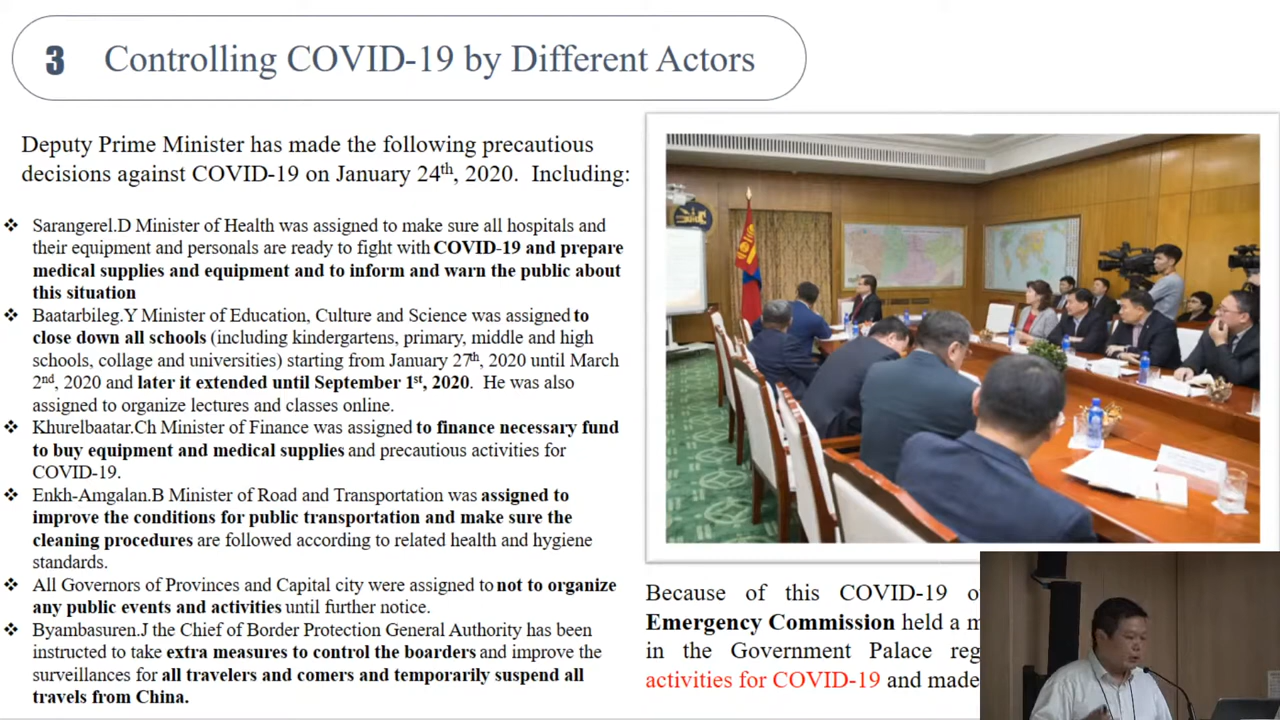 3 Controlling COVID-19 by Different Actors
Deputy Prime Minister has made the following precautious
decisions against COVID-19 on January 24th, 2020. Including:
❖ Sarangerel.D Minister of Health was assigned to make sure all hospitals and
their equipment and personals are ready to fight with COVID-19 and prepare
medical supplies and equipment and to inform and warn the public about
this situation
❖ Baatarbileg.Y Minister of Education, Culture and Science was assigned to
close down all schools (including kindergartens, primary, middle and high
schools, collage and universities) starting from January 27th, 2020 until March
2nd, 2020 and later it extended until September 1st, 2020. He was also
assigned to organize lectures and classes online.
❖ Khurelbaatar.Ch Minister of Finance was assigned to finance necessary fund
to buy equipment and medical supplies and precautious activities for
COVID-19.
❖ Enkh-Amgalan.B Minister of Road and Transportation was assigned to
improve the conditions for public transportation and make sure the
cleaning procedures are followed according to related health and hygiene
standards.
❖ All Governors of Provinces and Capital city were assigned to not to organize
any public events and activities until further notice.
❖ Byambasuren.J the Chief of Border Protection General Authority has been
instructed to take extra measures to control the boarders and improve the
surveillances for all travelers and comers and temporarily suspend all
travels from China.
Because of this COVID-19 o
Emergency Commission held a m
in the Government Palace reg
activities for COVID-19 and made